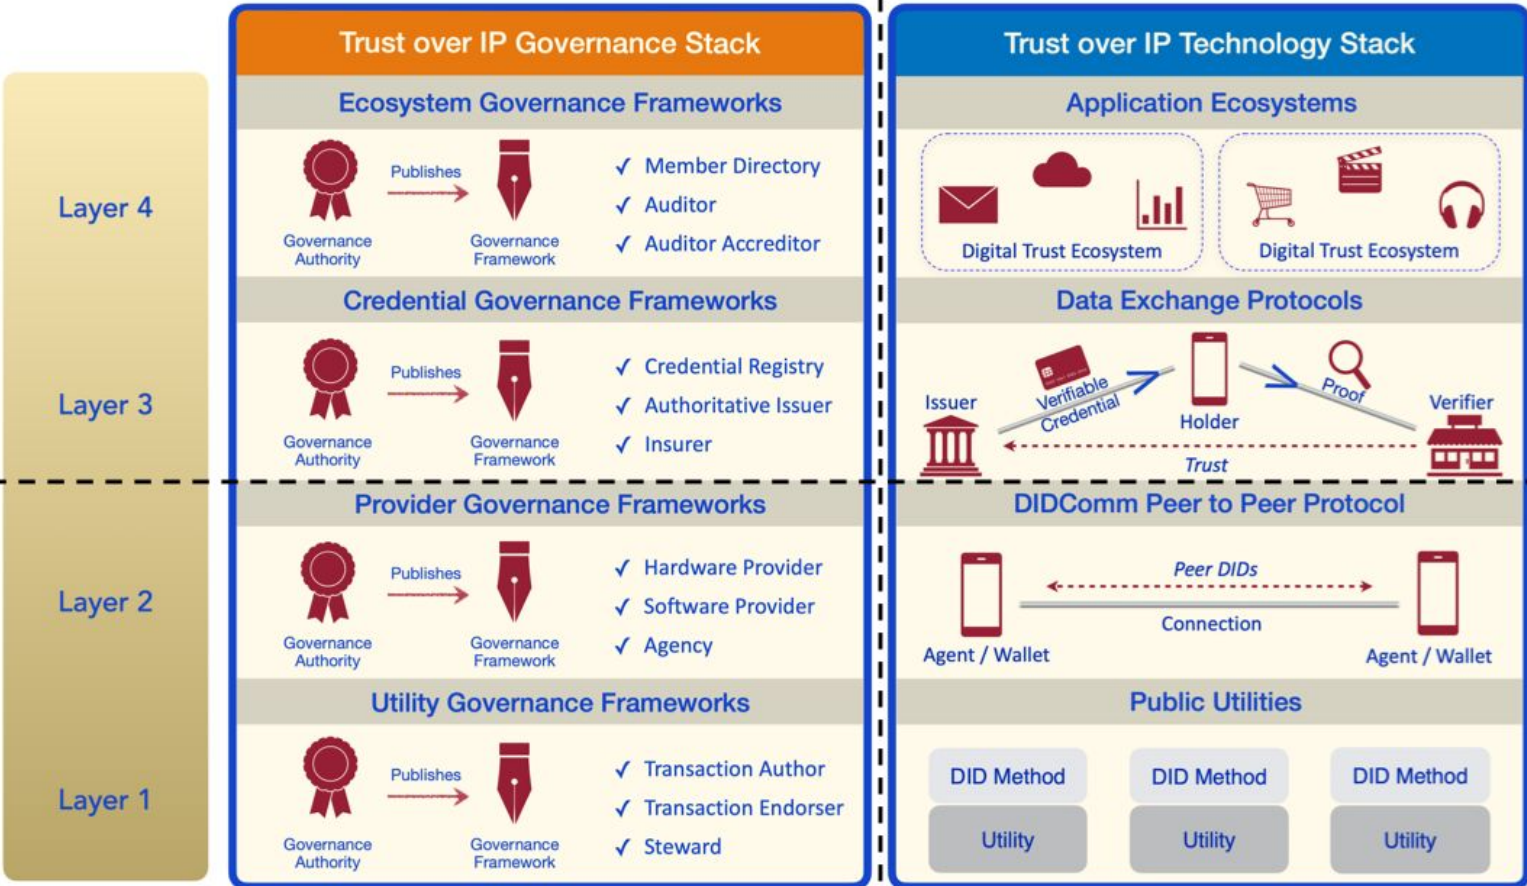 Trust over IP Governance Stack
Trust over IP Technology Stack
Layer 4
Ecosystem Governance Frameworks
Governance
Authority
Publishes
Governance
Framework
✓ Member Directory
✓ Auditor
✓ Auditor Accreditor
Application Ecosystems
Digital Trust Ecosystem
Digital Trust Ecosystem
Layer 3
Credential Governance Frameworks
Governance
Authority
Publishes
Governance
Framework
✓ Credential Registry
✓ Authoritative Issuer
✓ Insurer
Data Exchange Protocols
Issuer
Verifiable
Credential
Holder
Proof
Verifier
Trust
Layer 2
Provider Governance Frameworks
Governance
Authority
Publishes
Governance
Framework
✓ Hardware Provider
✓ Software Provider
✓ Agency
DIDComm Peer to Peer Protocol
Peer DIDs
Connection
Agent / Wallet
Agent / Wallet
Layer 1
Utility Governance Frameworks
Governance
Authority
Publishes
Governance
Framework
✓ Transaction Author
✓ Transaction Endorser
✓ Steward
Public Utilities
DID Method
DID Method
DID Method
Utility
Utility
Utility